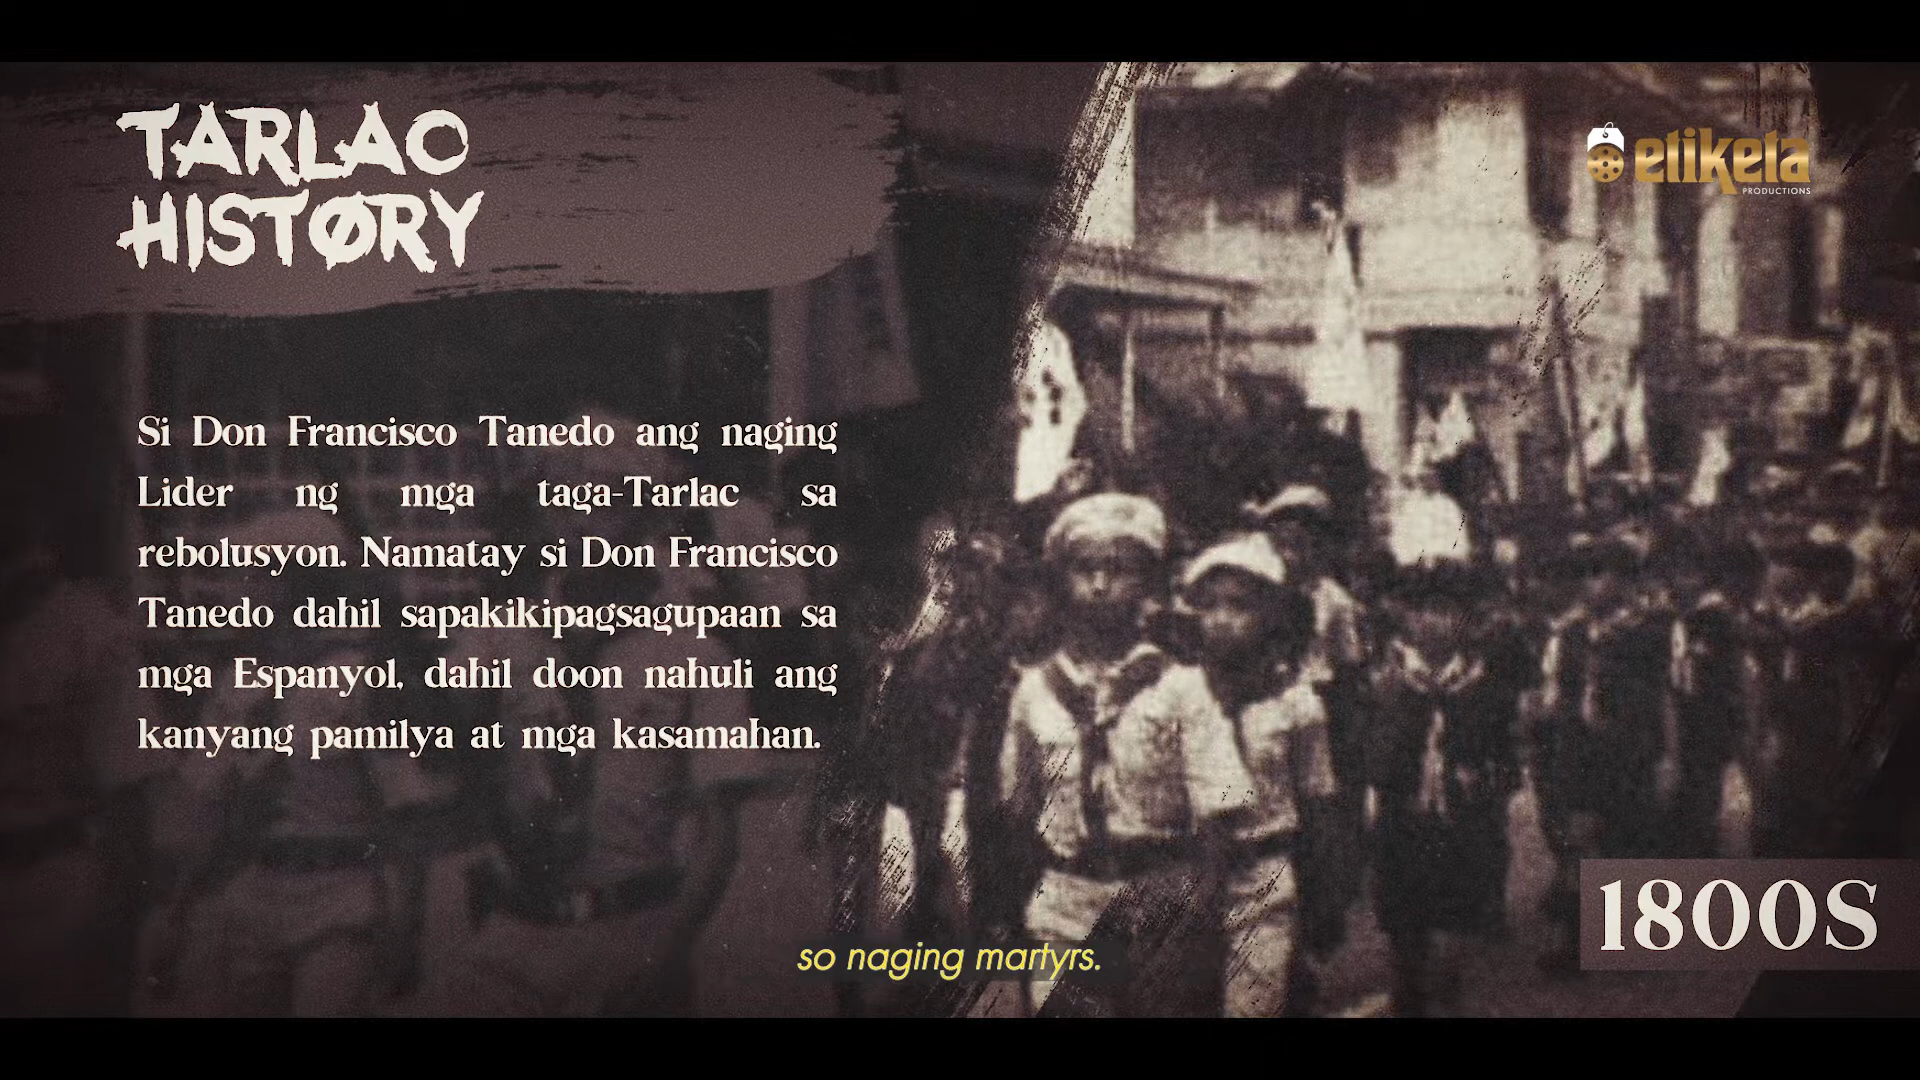 TARLAC
HISTORY
etiketa
PRODUCTIONS
Si Don Francisco Tanedo ang naging
Lider ng mga taga-Tarlac sa
rebolusyon. Namatay si Don Francisco
Tanedo dahil sapakikipagsagupaan sa
mga Espanyol, dahil doon nahuli ang
kanyang pamilya at mga kasamahan.
1800S
so naging martyrs.